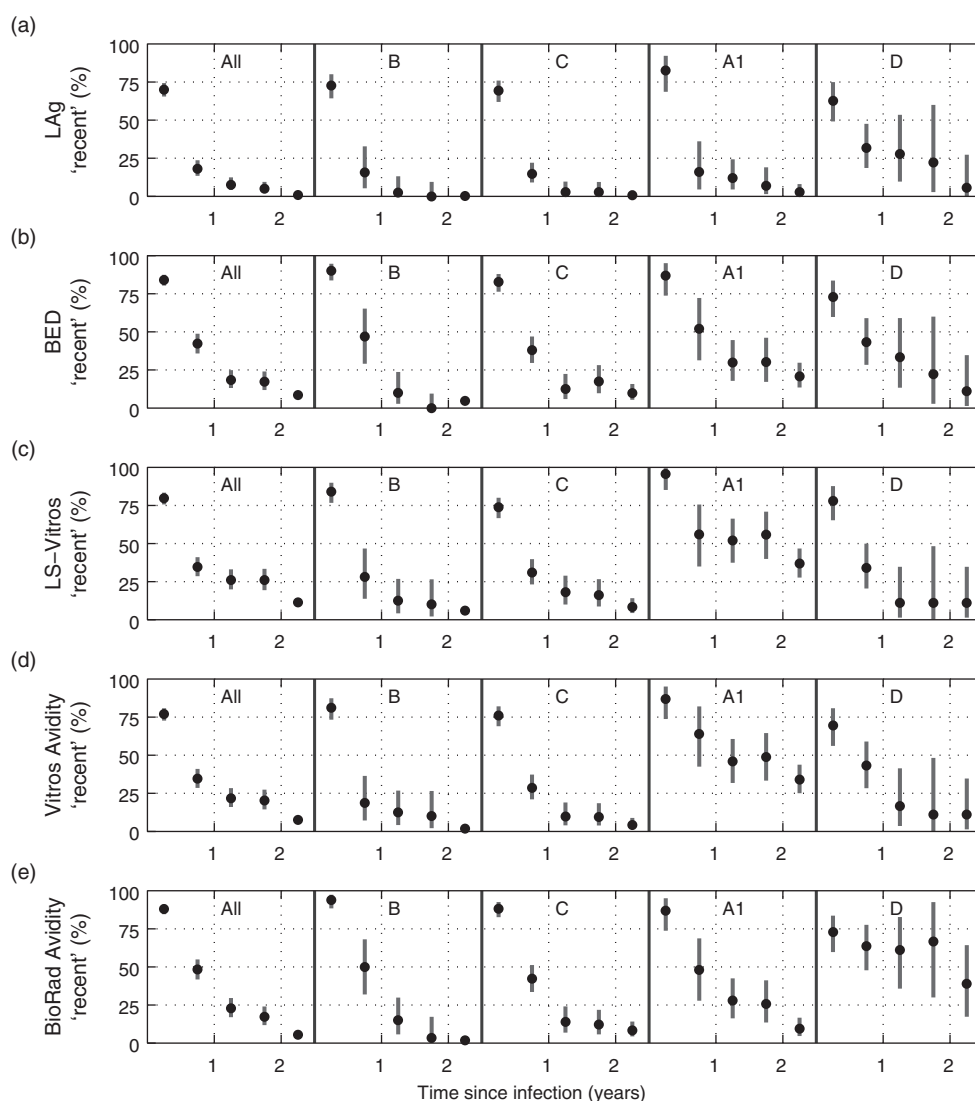 (a)
LAg
'recent' (%)
100
75
50
25
0
All
B
C
A1
D
1 2 1 2 1 2 1 2 1 2
(b)
BED
'recent' (%)
100
75
50
25
0
All
B
C
A1
D
1 2 1 2 1 2 1 2 1 2
(c)
LS–Vitros
'recent' (%)
100
75
50
25
0
All
B
C
A1
D
1 2 1 2 1 2 1 2 1 2
(d)
Vitros Avidity
'recent' (%)
100
75
50
25
0
All
B
C
A1
D
1 2 1 2 1 2 1 2 1 2
(e)
BioRad Avidity
'recent' (%)
100
75
50
25
0
All
B
C
A1
D
1 2 1 2 1 2 1 2 1 2
Time since infection (years)